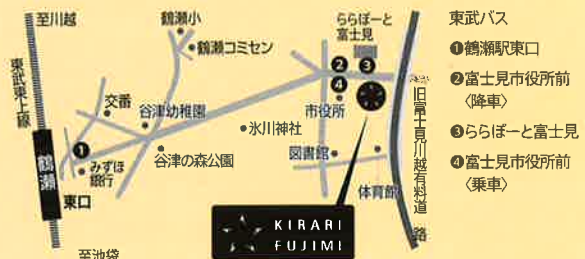 至川越
東武東上線
鶴瀬
東口
至池袋
❶
みずほ
銀行
交番
谷津幼稚園
谷津の森公園
鶴瀬小
鶴瀬コミセン
氷川神社
ららぽーと
富士見
❷
❸
❹
市役所
図書館
体育館
旧富士見川越有料道路
KIRARI
FUJIMI
東武バス
❶鶴瀬駅東口
❷富士見市役所前
〈降車〉
❸ららぽーと富士見
❹富士見市役所前
〈乗車〉